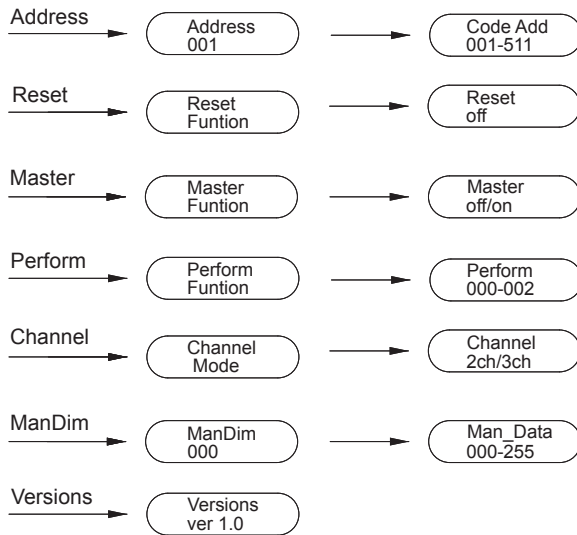 Address
Address
001
Code Add
001-511
Reset
Reset
Funtion
Reset
off
Master
Master
Funtion
Master
off/on
Perform
Perform
Funtion
Perform
000-002
Channel
Channel
Mode
Channel
2ch/3ch
ManDim
ManDim
000
Man_Data
000-255
Versions
Versions
ver 1.0